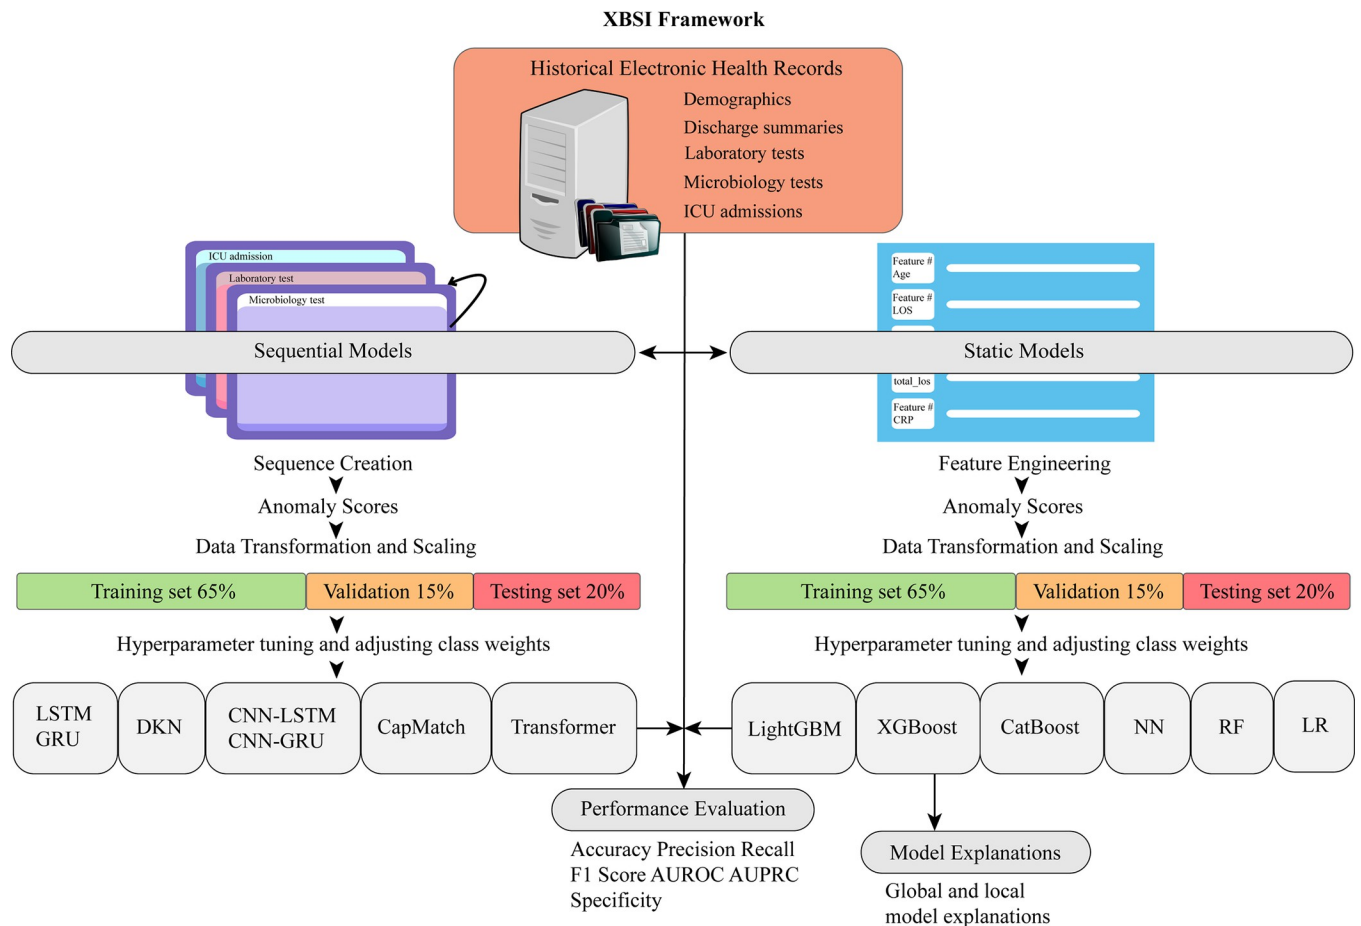 XBSI Framework
Historical Electronic Health Records
Demographics
Discharge summaries
Laboratory tests
Microbiology tests
ICU admissions
ICU admission
Laboratory test
Microbiology test
Sequential Models
Feature #
Age
Feature #
LOS
Static Models
total_los
Feature #
CRP
Sequence Creation
Anomaly Scores
Data Transformation and Scaling
Training set 65%
Validation 15%
Testing set 20%
Hyperparameter tuning and adjusting class weights
LSTM
GRU
DKN
CNN-LSTM
CNN-GRU
CapMatch
Transformer
Feature Engineering
Anomaly Scores
Data Transformation and Scaling
Training set 65%
Validation 15%
Testing set 20%
Hyperparameter tuning and adjusting class weights
LightGBM
XGBoost
CatBoost
NN
RF
LR
Performance Evaluation
Accuracy Precision Recall
F1 Score AUROC AUPRC
Specificity
Model Explanations
Global and local
model explanations